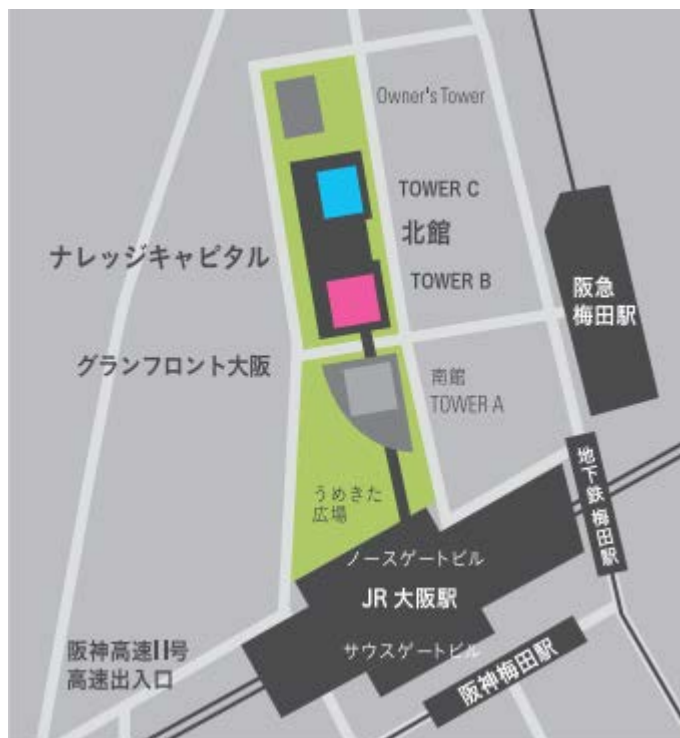 Owner's Tower
TOWER C
北館
ナレッジキャピタル
TOWER B
阪急
梅田駅
グランフロント大阪
南館
TOWER A
地下鉄 梅田駅
うめきた
広場
ノースゲートビル
JR 大阪駅
阪神高速11号
高速出入口
サウスゲートビル
阪神梅田駅